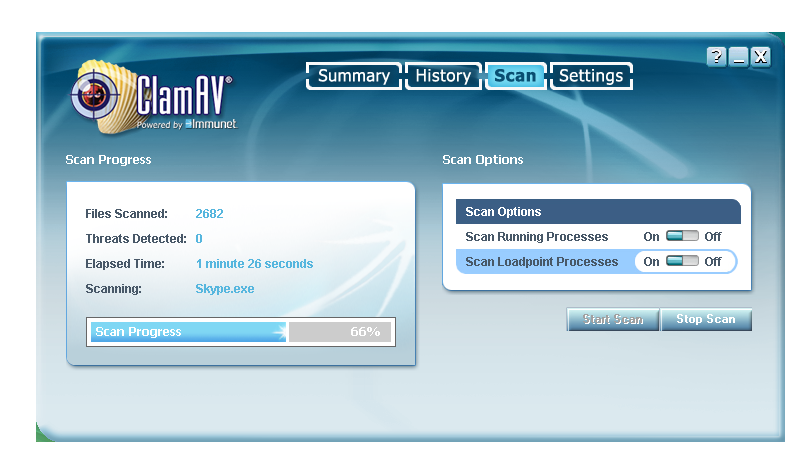 Summary History Scan Settings
? _ X
ClamAV®
Powered by Immunet
Scan Progress
Files Scanned: 2682
Threats Detected: 0
Elapsed Time: 1 minute 26 seconds
Scanning: Skype.exe
Scan Progress 66%
Scan Options
Scan Options
Scan Running Processes On Off
Scan Loadpoint Processes On Off
Start Scan Stop Scan